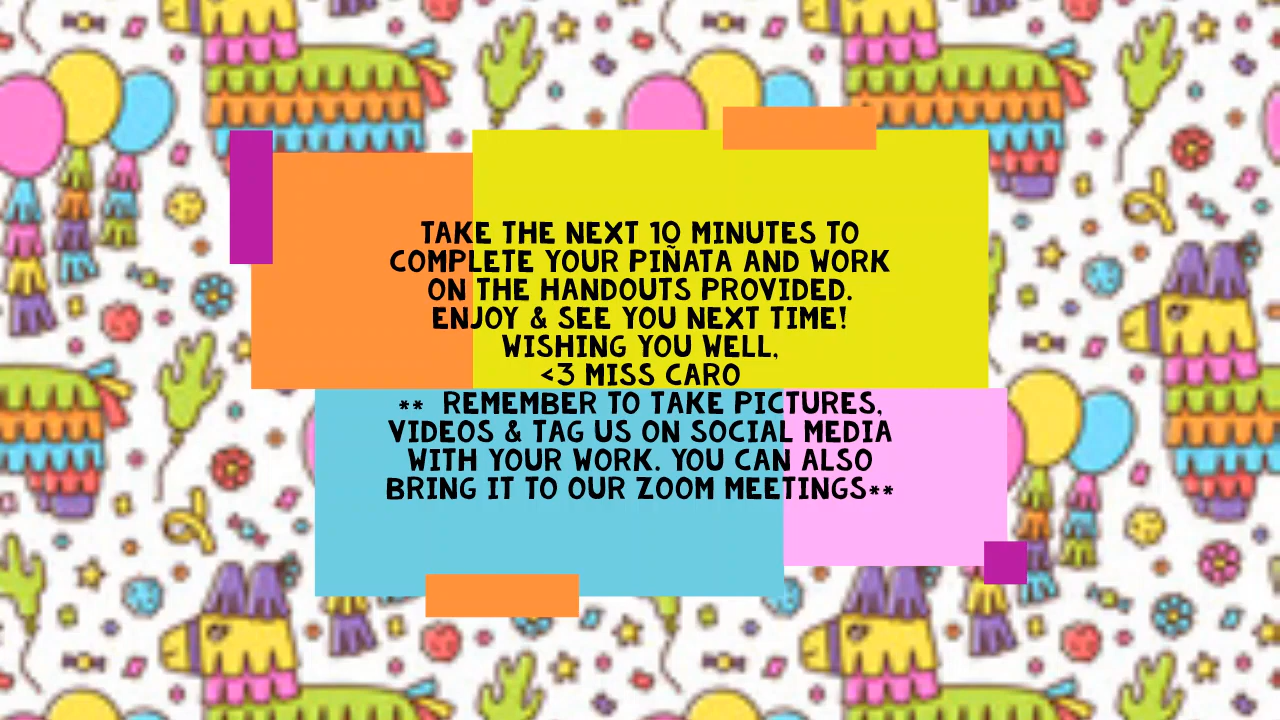 TAKE THE NEXT 10 MINUTES TO
COMPLETE YOUR PIÑATA AND WORK
ON THE HANDOUTS PROVIDED.
ENJOY & SEE YOU NEXT TIME!
WISHING YOU WELL,
<3 MISS CARO
** REMEMBER TO TAKE PICTURES,
VIDEOS & TAG US ON SOCIAL MEDIA
WITH YOUR WORK. YOU CAN ALSO
BRING IT TO OUR ZOOM MEETINGS**